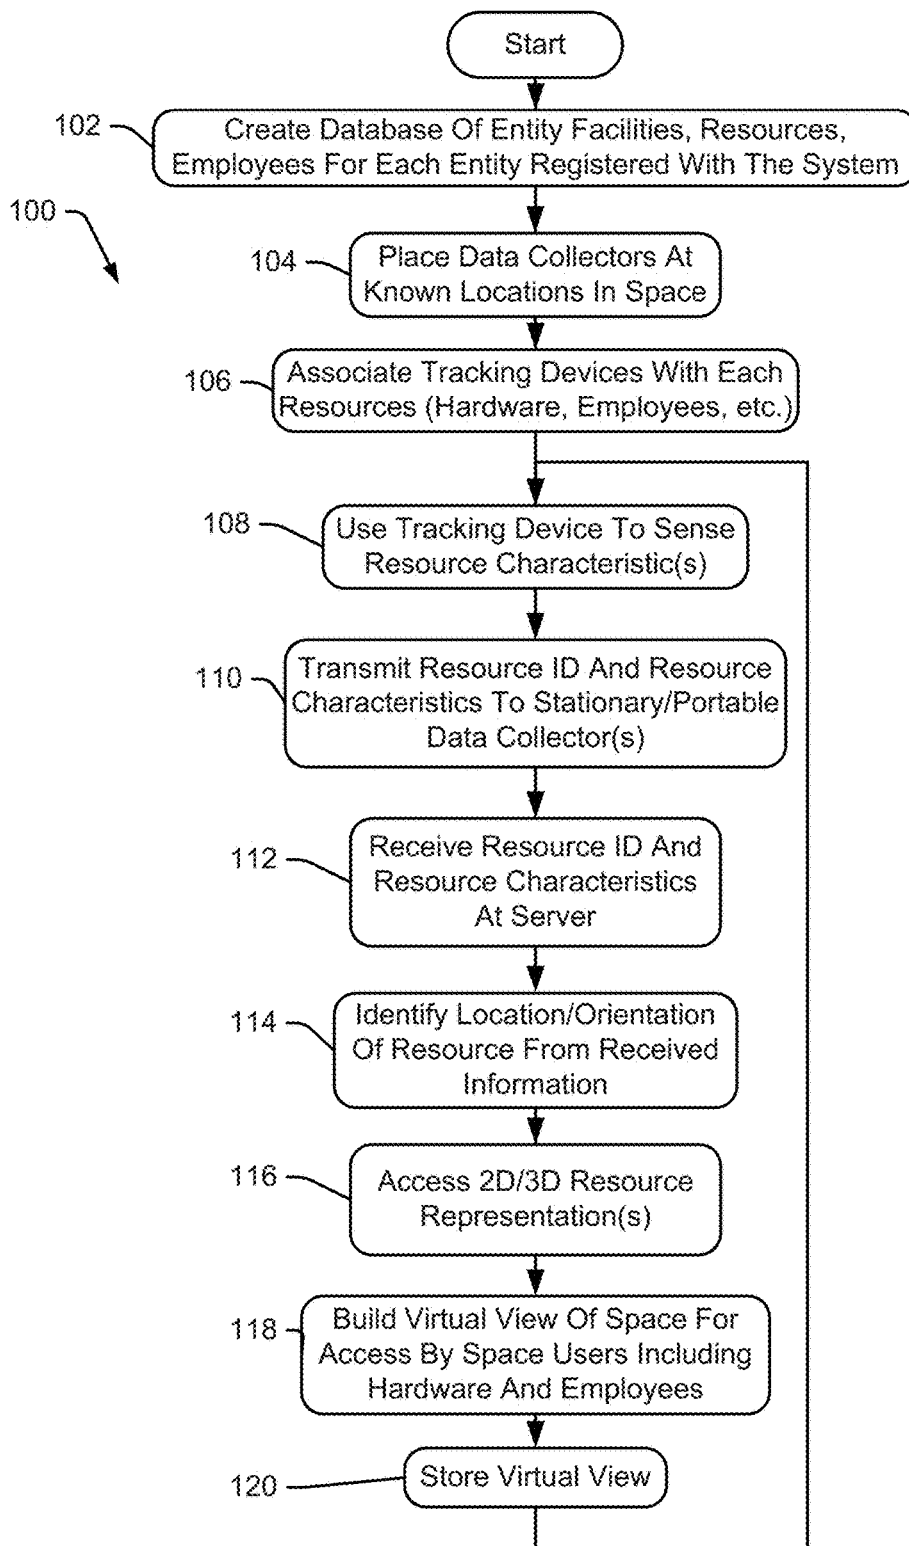 Start
102
Create Database Of Entity Facilities, Resources,
Employees For Each Entity Registered With The System
100
104
Place Data Collectors At
Known Locations In Space
106
Associate Tracking Devices With Each
Resources (Hardware, Employees, etc.)
108
Use Tracking Device To Sense
Resource Characteristic(s)
110
Transmit Resource ID And Resource
Characteristics To Stationary/Portable
Data Collector(s)
112
Receive Resource ID And
Resource Characteristics
At Server
114
Identify Location/Orientation
Of Resource From Received
Information
116
Access 2D/3D Resource
Representation(s)
118
Build Virtual View Of Space For
Access By Space Users Including
Hardware And Employees
120
Store Virtual View